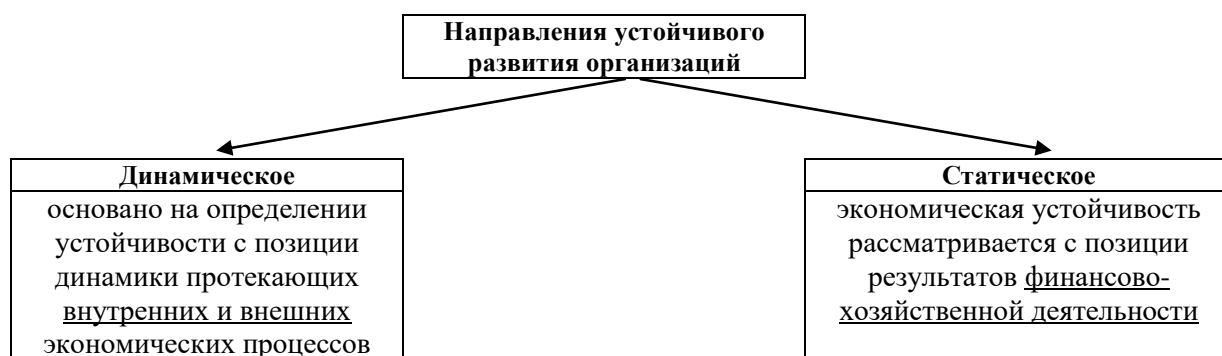 Направления устойчивого
развития организаций
Динамическое
основано на определении
устойчивости с позиции
динамики протекающих
внутренних и внешних
экономических процессов
Статическое
экономическая устойчивость
рассматривается с позиции
результатов финансово-
хозяйственной деятельности